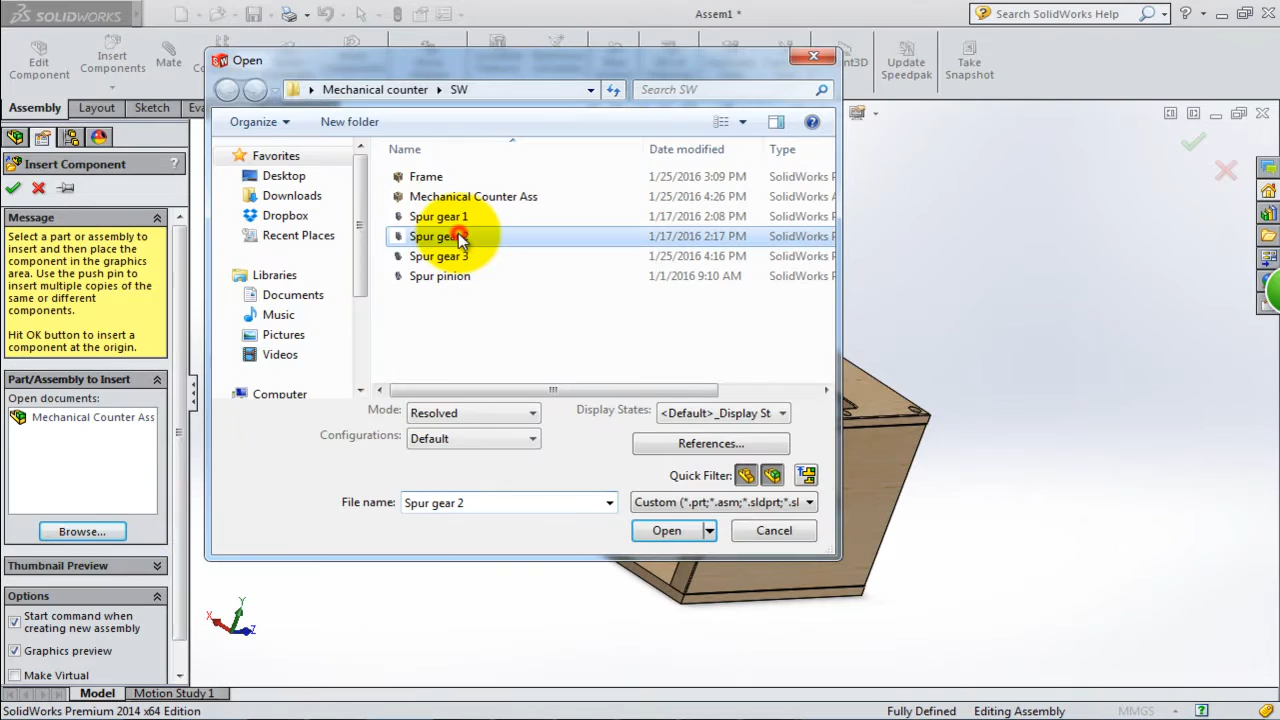 SOLIDWORKS
Assem1 *
Search SolidWorks Help
Edit Component
Insert Components
Mate
Update Speedpak
Take Snapshot
Assembly
Layout
Sketch
Insert Component
?
Message
Select a part or assembly to
insert and then place the
component in the graphics
area. Use the push pin to
insert multiple copies of the
same or different
components.
Hit OK button to insert a
component at the origin.
Part/Assembly to Insert
Open documents:
Mechanical Counter Ass
Browse...
Thumbnail Preview
Options
Start command when
creating new assembly
Graphics preview
Make Virtual
Open
Mechanical counter
SW
Search SW
Organize
New folder
Favorites
Desktop
Downloads
Dropbox
Recent Places
Libraries
Documents
Music
Pictures
Videos
Computer
Name Date modified Type
Frame 1/25/2016 3:09 PM SolidWorks
Mechanical Counter Ass 1/25/2016 4:26 PM SolidWorks
Spur gear 1 1/17/2016 2:08 PM SolidWorks
Spur gear 1/17/2016 2:17 PM SolidWorks
Spur gear 3 1/25/2016 4:16 PM SolidWorks
Spur pinion 1/1/2016 9:10 AM SolidWorks
Mode: Resolved
Display States: <Default>_Display St
Configurations: Default
References...
Quick Filter:
File name: Spur gear 2
Custom (*.prt;*.asm;*.sldprt;*.sl
Open
Cancel
Y
X
Z
Model
Motion Study 1
SolidWorks Premium 2014 x64 Edition
Fully Defined
Editing Assembly
MMGS